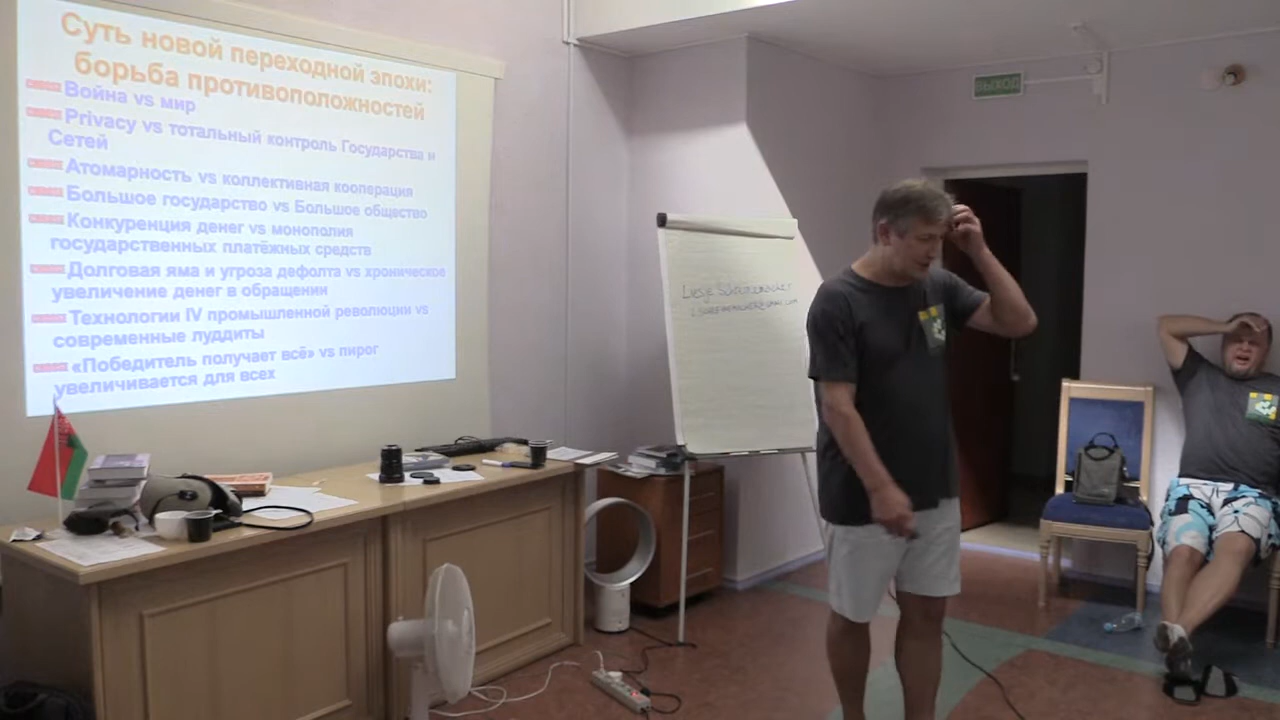 Суть новой переходной эпохи:
борьба противоположностей
Война vs мир
Privacy vs тотальный контроль Государства и
Сетей
Атомарность vs коллективная кооперация
Большое государство vs Большое общество
Конкуренция денег vs монополия
государственных платёжных средств
Долговая яма и угроза дефолта vs хроническое
увеличение денег в обращении
Технологии IV промышленной революции vs
современные луддиты
«Победитель получает всё» vs пирог
увеличивается для всех
ВЫХОД